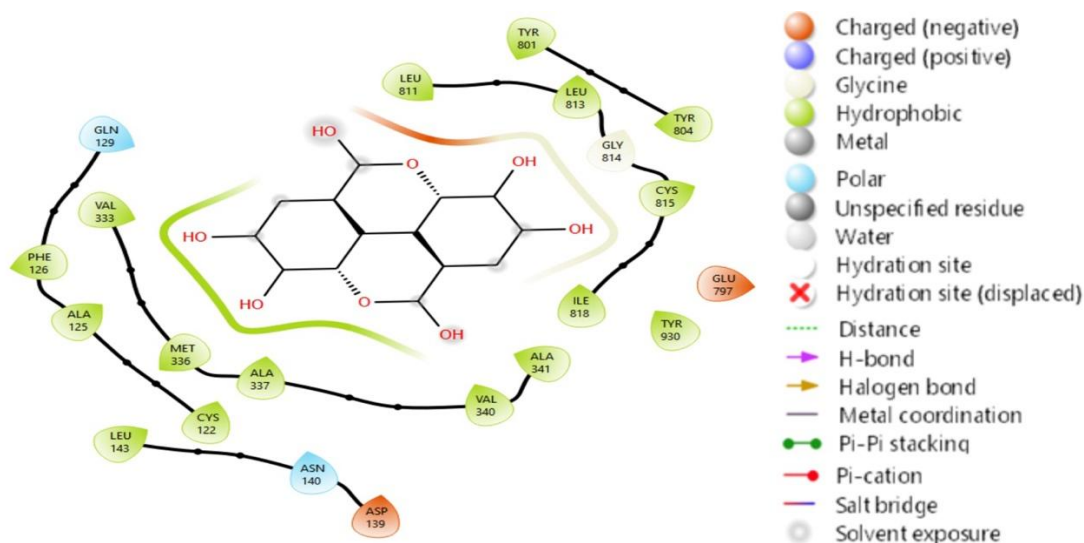 TYR
801
LEU
811
LEU
813
TYR
804
GLN
129
GLY
814
CYS
815
VAL
333
PHE
126
ALA
125
MET
336
ALA
337
CYS
122
VAL
340
ALA
341
ILE
818
TYR
930
GLU
797
LEU
143
ASN
140
ASP
139
HO
O
OH
HO
OH
HO
O
OH
Charged (negative)
Charged (positive)
Glycine
Hydrophobic
Metal
Polar
Unspecified residue
Water
Hydration site
Hydration site (displaced)
Distance
H-bond
Halogen bond
Metal coordination
Pi-Pi stacking
Pi-cation
Salt bridge
Solvent exposure